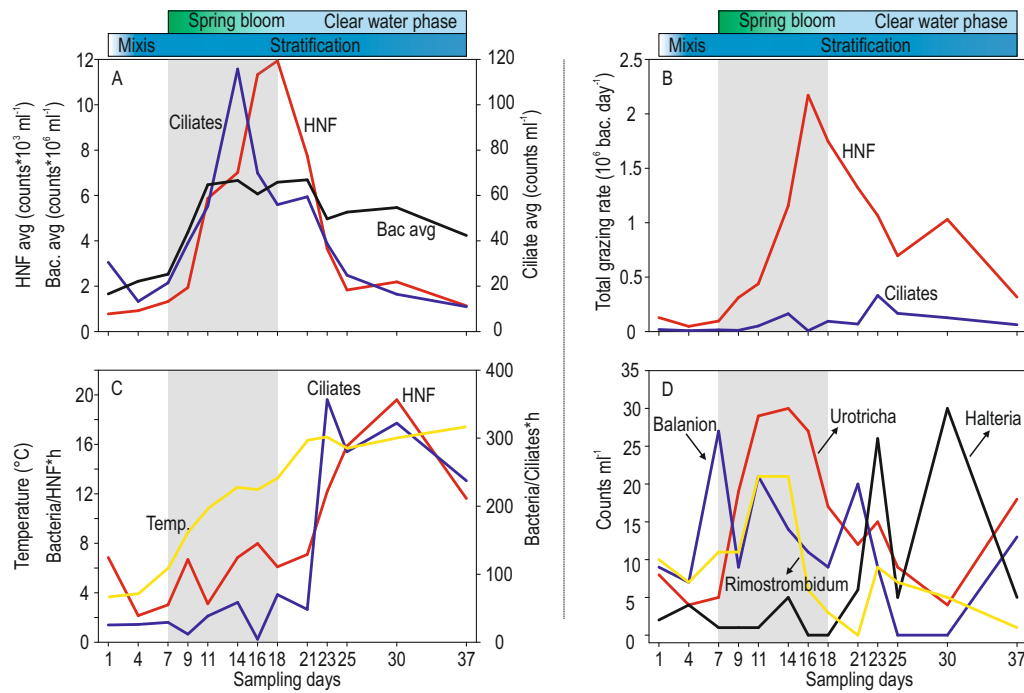 Spring bloom Clear water phase
Mixis Stratification
Spring bloom Clear water phase
Mixis Stratification
A
HNF avg (counts*10³ ml⁻¹)
Bac. avg (counts*10⁶ ml⁻¹)
12
10
8
6
4
2
0
Ciliates
HNF
Bac avg
120
100
80
60
40
20
0
Ciliate avg (counts ml⁻¹)
B
Total grazing rate (10⁶ bac. day⁻¹)
2.5
2
1.5
1
0.5
0
HNF
Ciliates
C
Temperature (°C)
Bacteria/HNF*h
20
16
12
8
4
0
Ciliates
HNF
Temp.
400
300
200
100
0
Bacteria/Ciliates*h
1 4 7 9 11 14 16 18 21 23 25 30 37
Sampling days
D
Counts ml⁻¹
35
30
25
20
15
10
5
0
Balanion
Urotricha
Halteria
Rimostrombidum
1 4 7 9 11 14 16 18 21 23 25 30 37
Sampling days